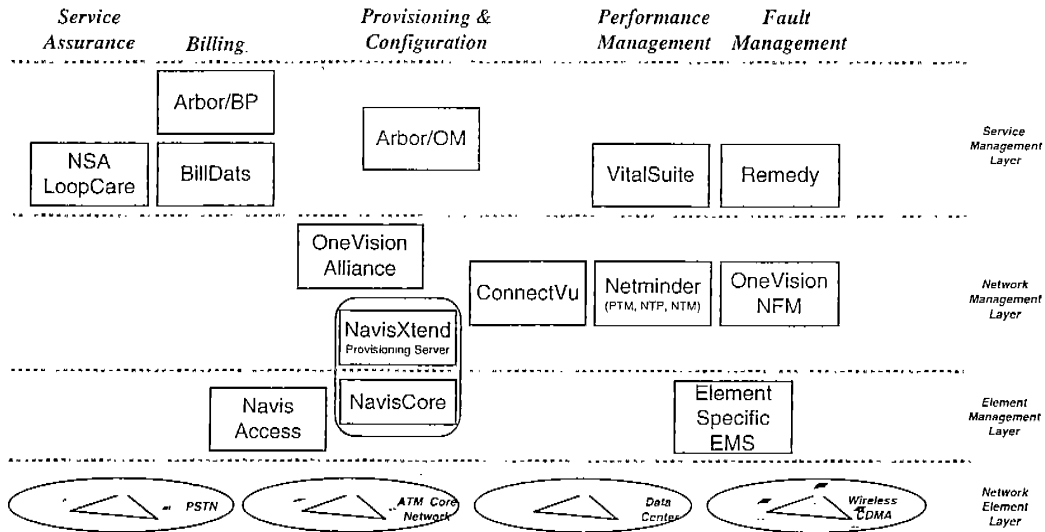 Service
Assurance
Billing
Provisioning &
Configuration
Performance
Management
Fault
Management
Arbor/BP
Arbor/OM
NSA
LoopCare
BillDats
VitalSuite
Remedy
Service
Management
Layer
OneVision
Alliance
ConnectVu
Netminder
(PTM, NTP, NTM)
OneVision
NFM
NavisXtend
Provisioning Server
Network
Management
Layer
Navis
Access
NavisCore
Element
Specific
EMS
Element
Management
Layer
PSTN
ATM Core
Network
Data
Center
Wireless
CDMA
Network
Element
Layer